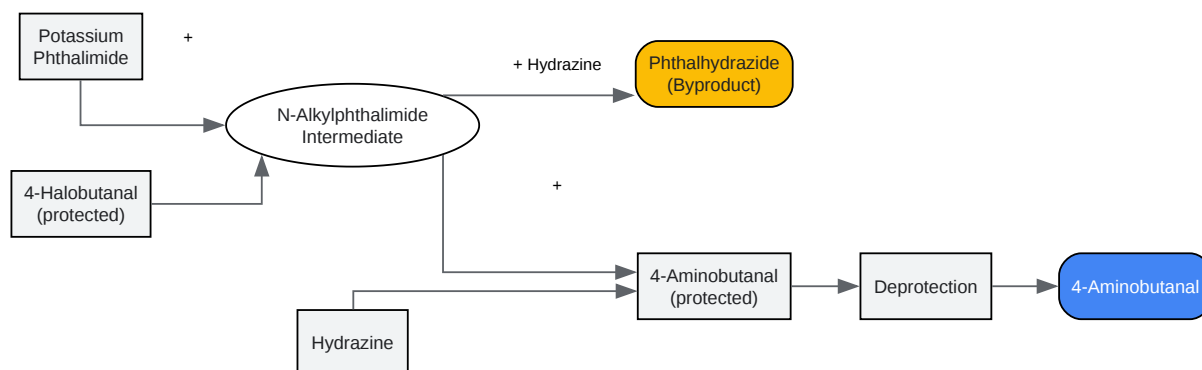 Potassium
Phthalimide
+
+ Hydrazine
Phthalhydrazide
(Byproduct)
N-Alkylphthalimide
Intermediate
4-Halobutanal
(protected)
+
4-Aminobutanal
(protected)
Deprotection
4-Aminobutanal
Hydrazine